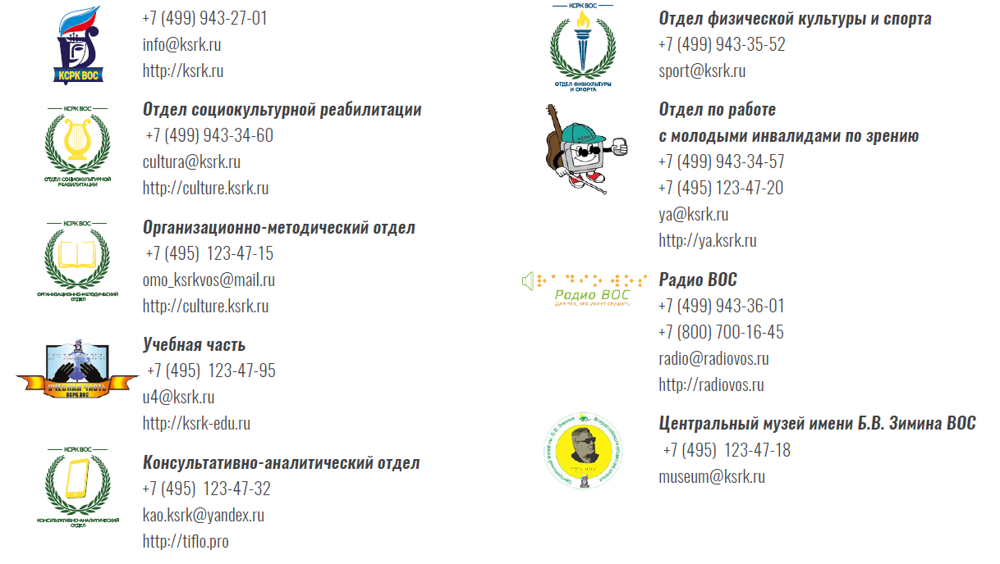 КСРК ВОС
+7 (499) 943-27-01
info@ksrk.ru
http://ksrk.ru
КСРК ВОС
ОТДЕЛ СОЦИОКУЛЬТУРНОЙ
РЕАБИЛИТАЦИИ
Отдел социокультурной реабилитации
+7 (499) 943-34-60
cultura@ksrk.ru
http://culture.ksrk.ru
КСРК ВОС
ОРГАНИЗАЦИОННО-МЕТОДИЧЕСКИЙ
ОТДЕЛ
Организационно-методический отдел
+7 (495) 123-47-15
omo_ksrkvos@mail.ru
http://culture.ksrk.ru
УЧЕБНАЯ ЧАСТЬ
КСРК ВОС
Учебная часть
+7 (495) 123-47-95
u4@ksrk.ru
http://ksrk-edu.ru
КСРК ВОС
КОНСУЛЬТАТИВНО-АНАЛИТИЧЕСКИЙ
ОТДЕЛ
Консультативно-аналитический отдел
+7 (495) 123-47-32
kao.ksrk@yandex.ru
http://tiflo.pro
КСРК ВОС
ОТДЕЛ ФИЗКУЛЬТУРЫ
И СПОРТА
Отдел физической культуры и спорта
+7 (499) 943-35-52
sport@ksrk.ru
КСРК
Отдел по работе
с молодыми инвалидами по зрению
+7 (499) 943-34-57
+7 (495) 123-47-20
ya@ksrk.ru
http://ya.ksrk.ru
Радио ВОС
Для тех, кто умеет слушать
Радио ВОС
+7 (499) 943-36-01
+7 (800) 700-16-45
radio@radiovos.ru
http://radiovos.ru
Центральный музей им. Б. В. Зимина
Всероссийского общества слепых
Центральный музей имени Б.В. Зимина ВОС
+7 (495) 123-47-18
museum@ksrk.ru